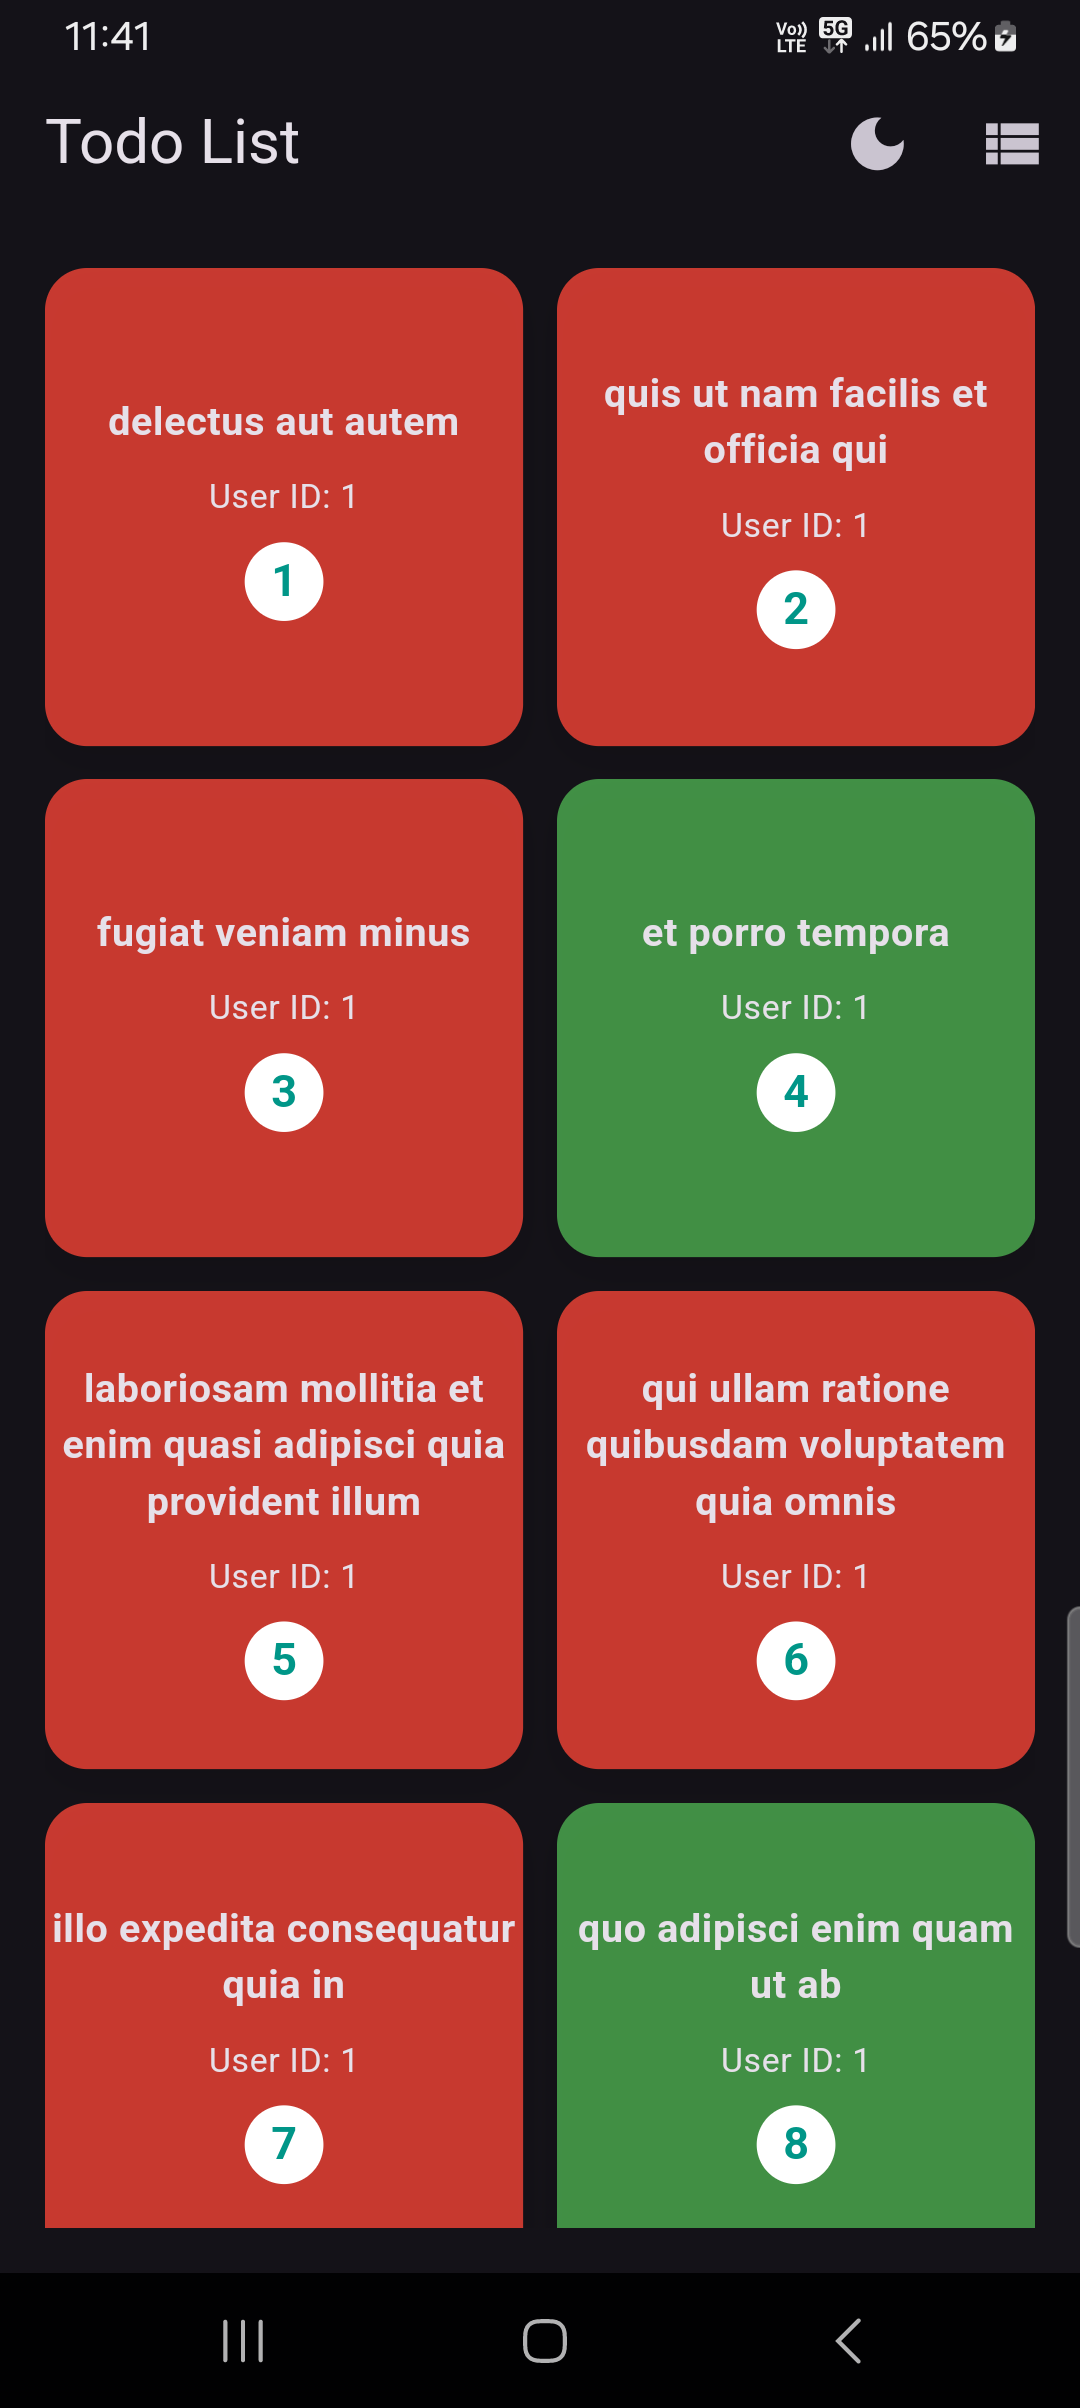 11:41
Vo)) LTE 5G 65%
Todo List
delectus aut autem
User ID: 1
1
quis ut nam facilis et
officia qui
User ID: 1
2
fugiat veniam minus
User ID: 1
3
et porro tempora
User ID: 1
4
laboriosam mollitia et
enim quasi adipisci quia
provident illum
User ID: 1
5
qui ullam ratione
quibusdam voluptatem
quia omnis
User ID: 1
6
illo expedita consequatur
quia in
User ID: 1
7
quo adipisci enim quam
ut ab
User ID: 1
8